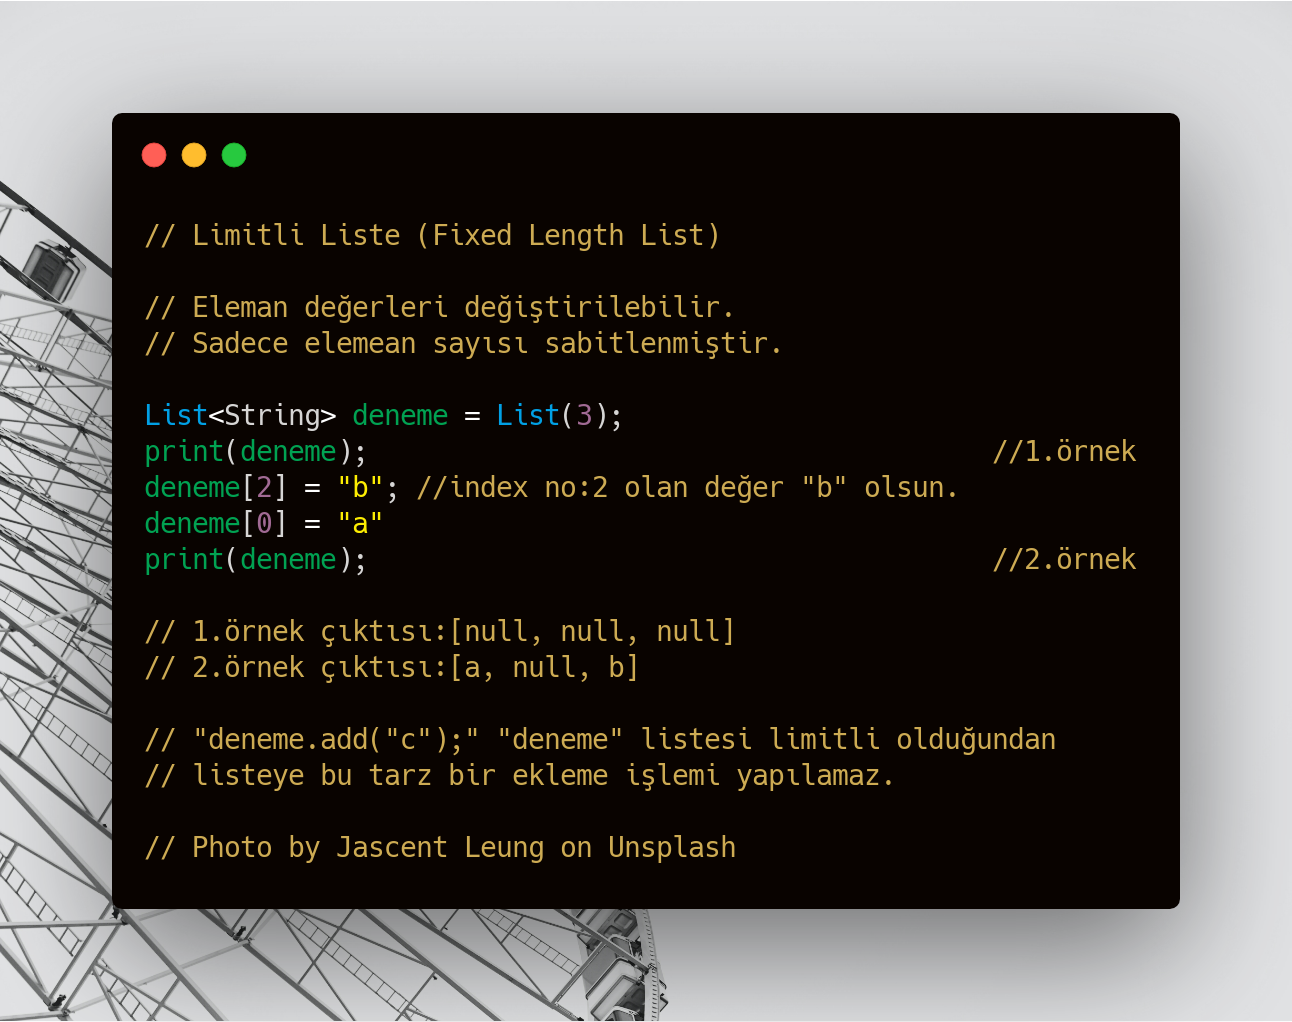 // Limitli Liste (Fixed Length List)
// Eleman değerleri değiştirilebilir.
// Sadece elemean sayısı sabitlenmiştir.
List<String> deneme = List(3);
print(deneme); //1.örnek
deneme[2] = "b"; //index no:2 olan değer "b" olsun.
deneme[0] = "a"
print(deneme); //2.örnek
// 1.örnek çıktısı:[null, null, null]
// 2.örnek çıktısı:[a, null, b]
// "deneme.add("c");" "deneme" listesi limitli olduğundan
// listeye bu tarz bir ekleme işlemi yapılamaz.
// Photo by Jascent Leung on Unsplash